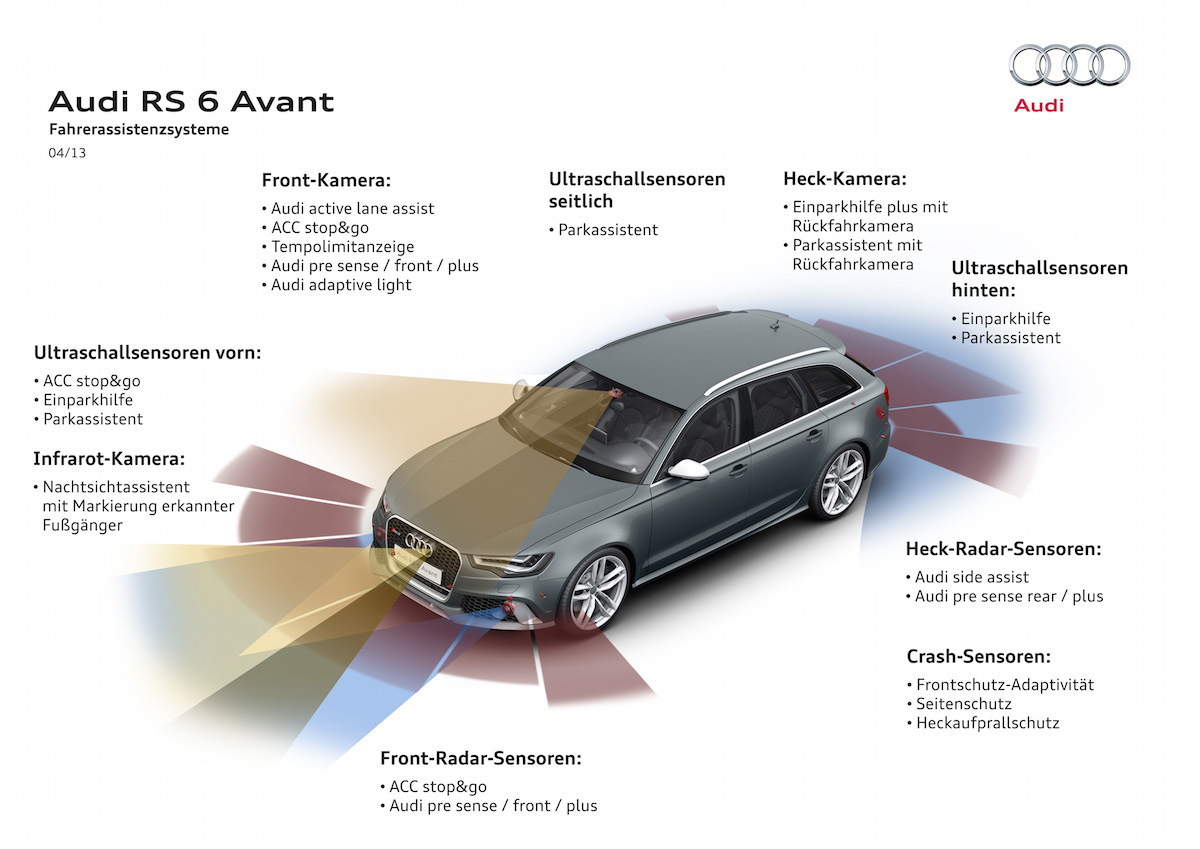 Audi RS 6 Avant
Fahrerassistenzsysteme
04/13
Audi
Front-Kamera:
• Audi active lane assist
• ACC stop&go
• Tempolimitanzeige
• Audi pre sense / front / plus
• Audi adaptive light
Ultraschallsensoren
seitlich
• Parkassistent
Heck-Kamera:
• Einparkhilfe plus mit
Rückfahrkamera
• Parkassistent mit
Rückfahrkamera
Ultraschallsensoren
hinten:
• Einparkhilfe
• Parkassistent
Ultraschallsensoren vorn:
• ACC stop&go
• Einparkhilfe
• Parkassistent
Infrarot-Kamera:
• Nachtsichtassistent
mit Markierung erkannter
Fußgänger
Heck-Radar-Sensoren:
• Audi side assist
• Audi pre sense rear / plus
Crash-Sensoren:
• Frontschutz-Adaptivität
• Seitenschutz
• Heckaufprallschutz
Front-Radar-Sensoren:
• ACC stop&go
• Audi pre sense / front / plus
Avant